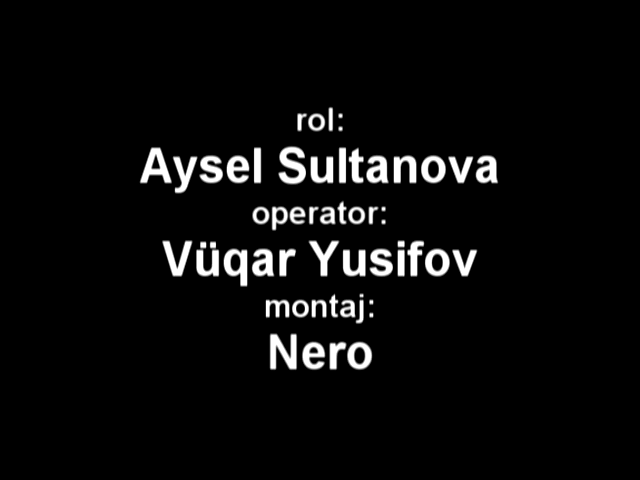 rol:
Aysel Sultanova
operator:
Vüqar Yusifov
montaj:
Nero